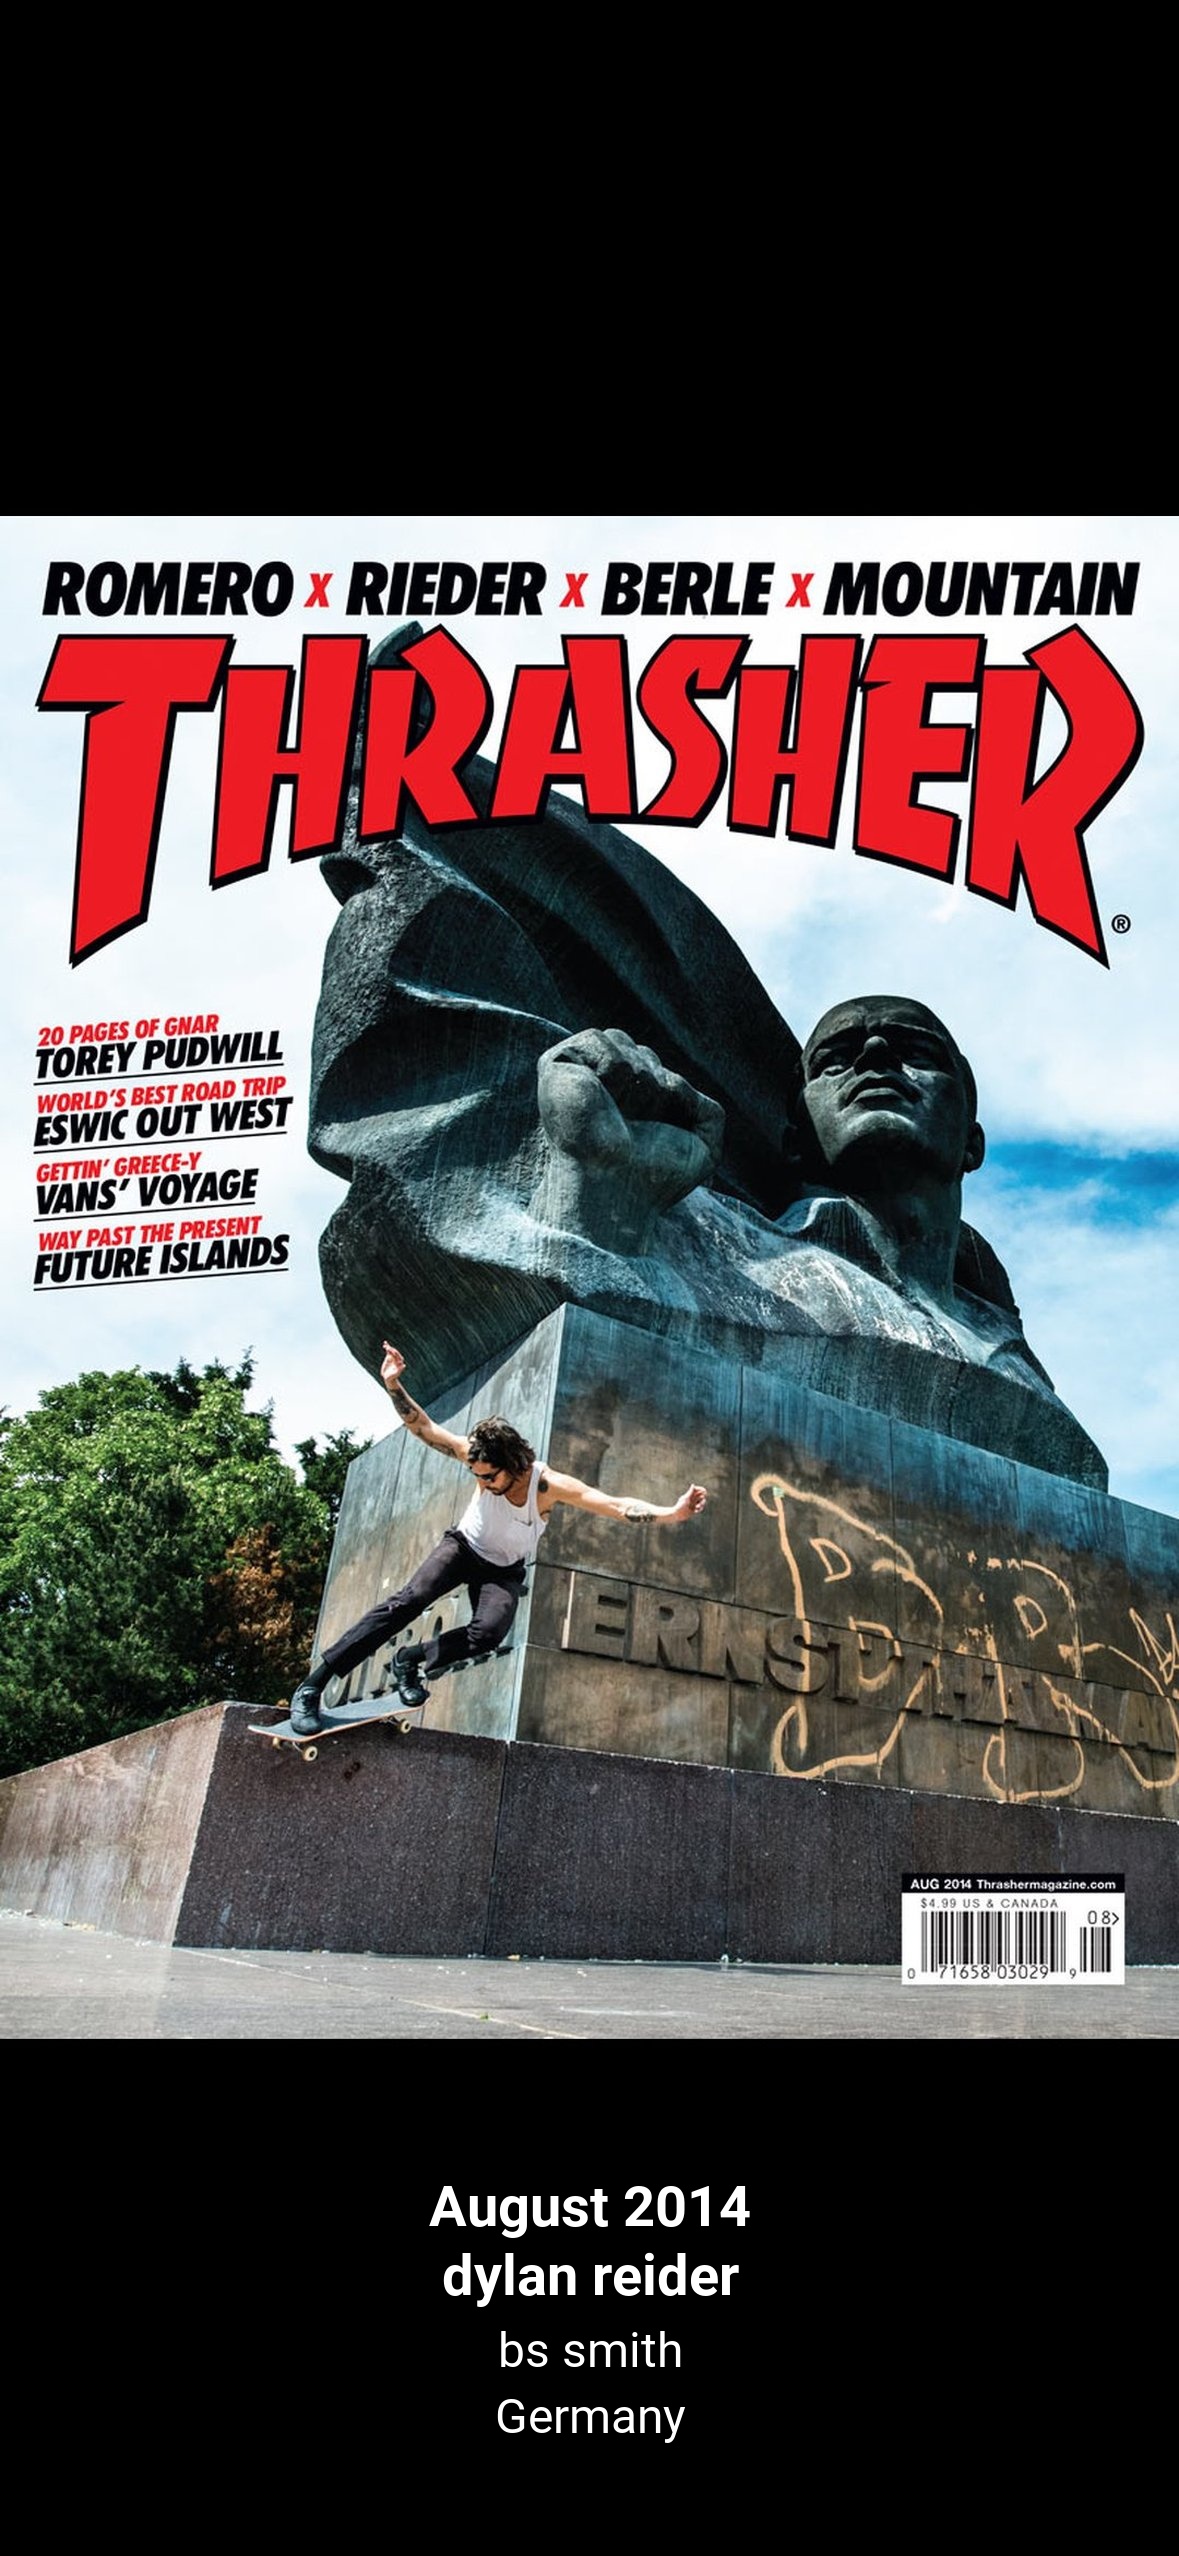 ROMERO x RIEDER x BERLE x MOUNTAIN
THRASHER
®
20 PAGES OF GNAR
TOREY PUDWILL
WORLD'S BEST ROAD TRIP
ESWIC OUT WEST
GETTIN' GREECE-Y
VANS' VOYAGE
WAY PAST THE PRESENT
FUTURE ISLANDS
ERNST THÄLMA
AUG 2014 Thrashermagazine.com
$4.99 US & CANADA
08>
0 71658 03029 9
August 2014
dylan reider
bs smith
Germany